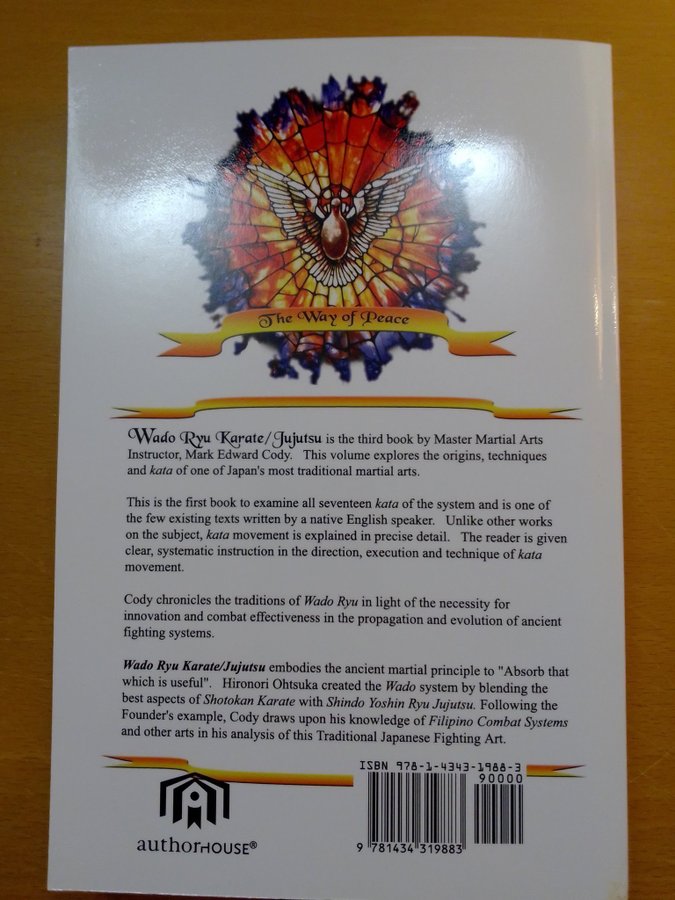 The Way of Peace
Wado Ryu Karate/Jujutsu is the third book by Master Martial Arts
Instructor, Mark Edward Cody. This volume explores the origins, techniques
and kata of one of Japan's most traditional martial arts.
This is the first book to examine all seventeen kata of the system and is one of
the few existing texts written by a native English speaker. Unlike other works
on the subject, kata movement is explained in precise detail. The reader is given
clear, systematic instruction in the direction, execution and technique of kata
movement.
Cody chronicles the traditions of Wado Ryu in light of the necessity for
innovation and combat effectiveness in the propagation and evolution of ancient
fighting systems.
Wado Ryu Karate/Jujutsu embodies the ancient martial principle to "Absorb that
which is useful". Hironori Ohtsuka created the Wado system by blending the
best aspects of Shotokan Karate with Shindo Yoshin Ryu Jujutsu. Following the
Founder's example, Cody draws upon his knowledge of Filipino Combat Systems
and other arts in his analysis of this Traditional Japanese Fighting Art.
ISBN 978-1-4343-1988-3
90000
9 781434 319883
authorHOUSE®